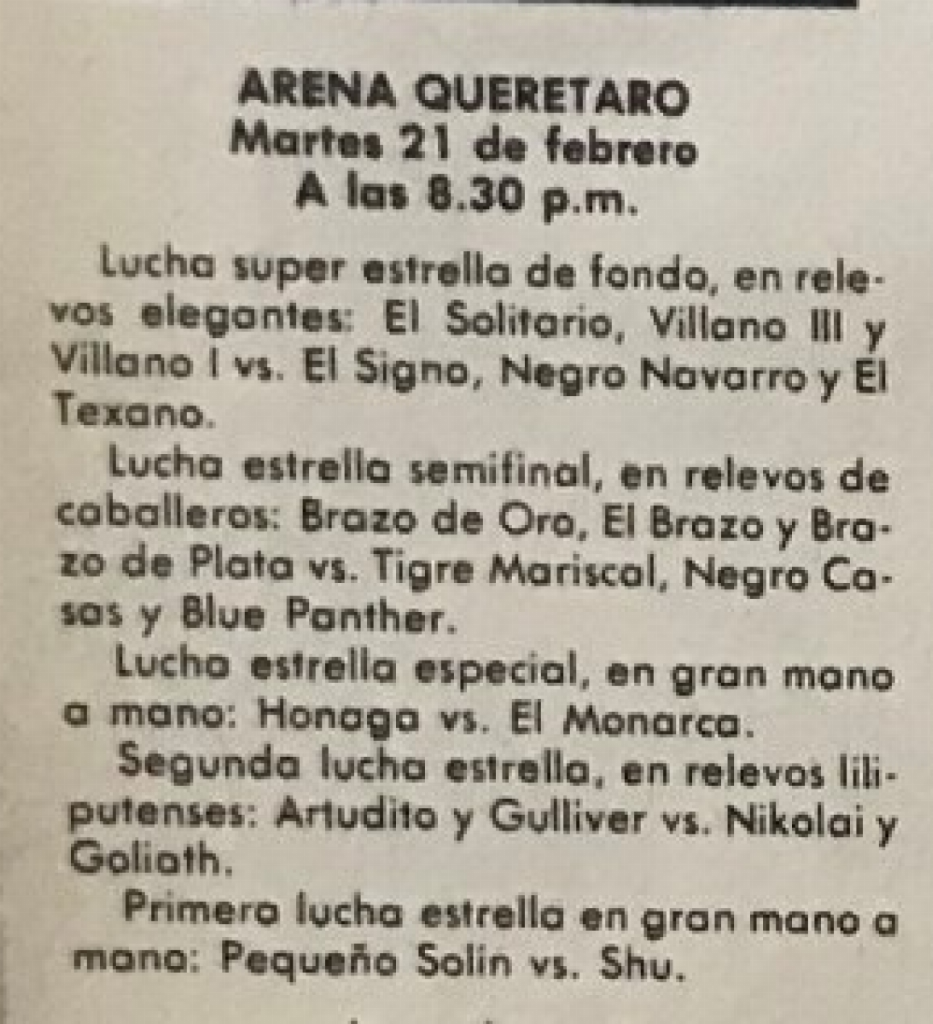 ARENA QUERETARO
Martes 21 de febrero
A las 8.30 p.m.
Lucha super estrella de fondo, en rele-
vos elegantes: El Solitario, Villano III y
Villano I vs. El Signo, Negro Navarro y El
Texano.
Lucha estrella semifinal, en relevos de
caballeros: Brazo de Oro, El Brazo y Bra-
zo de Plata vs. Tigre Mariscal, Negro Ca-
sas y Blue Panther.
Lucha estrella especial, en gran mano
a mano: Honaga vs. El Monarca.
Segunda lucha estrella, en relevos lili-
putenses: Artudito y Gulliver vs. Nikolai y
Goliath.
Primera lucha estrella en gran mano a
mano: Pequeño Solin vs. Shu.